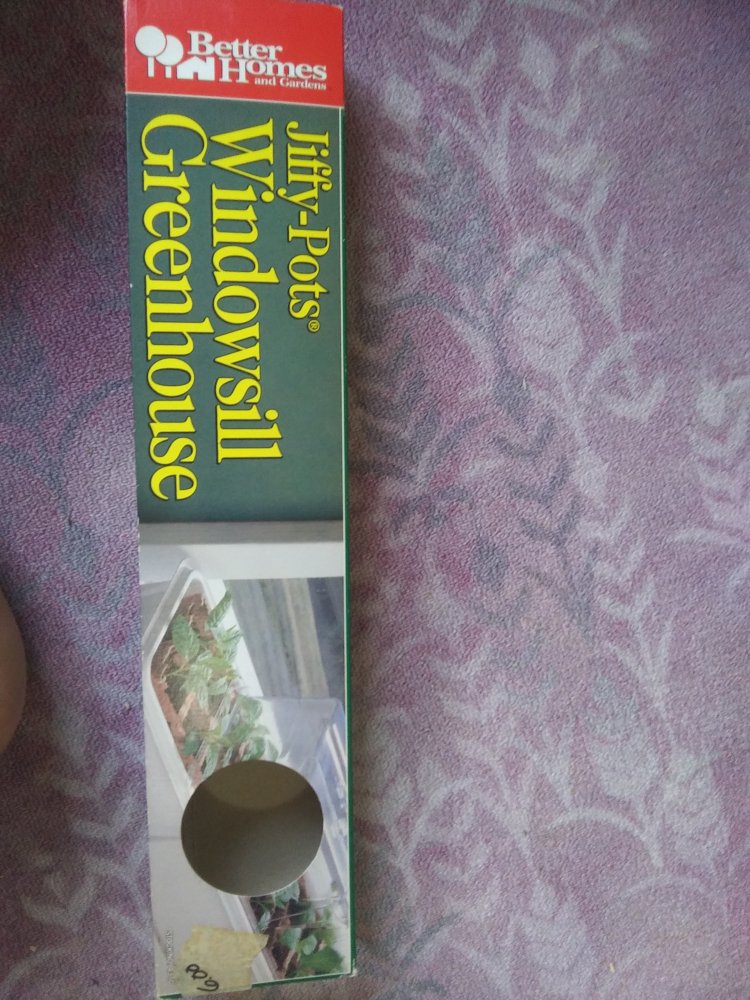 Better
Homes
and Gardens
Jiffy-Pots®
Windowsill
Greenhouse